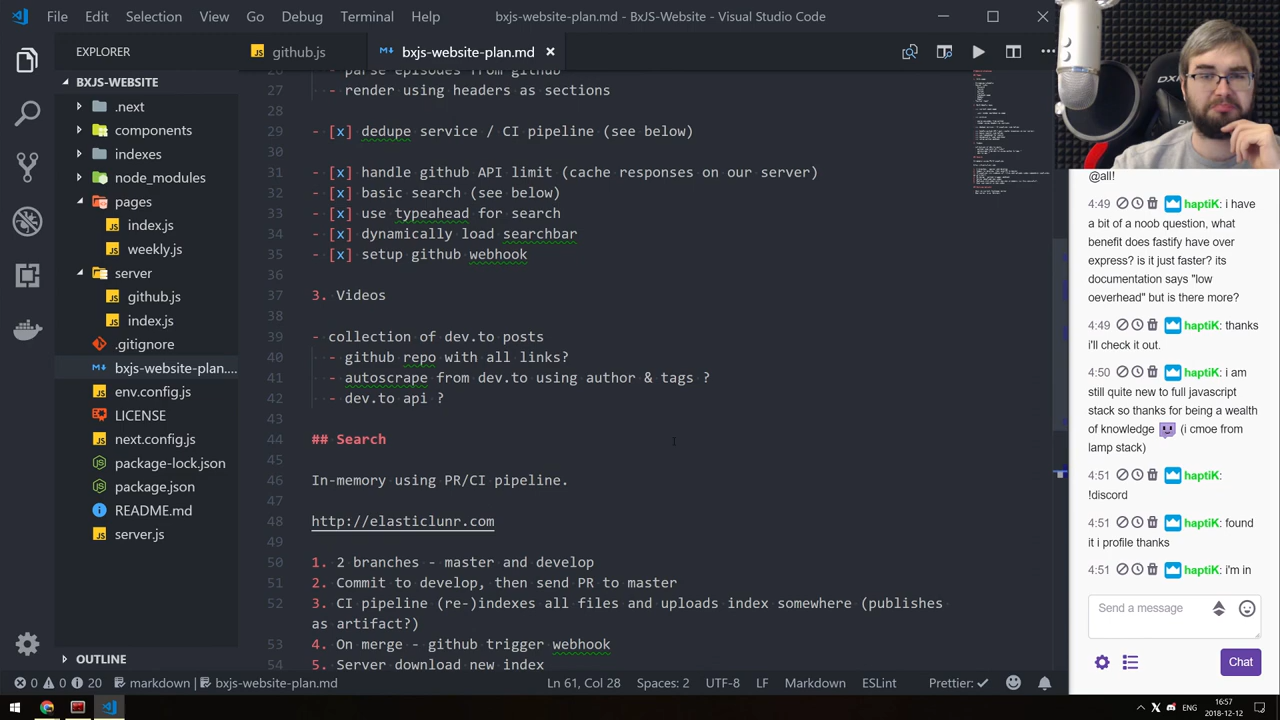 File Edit Selection View Go Debug Terminal Help
bxjs-website-plan.md - BxJS-Website - Visual Studio Code
EXPLORER
github.js
bxjs-website-plan.md
BXJS-WEBSITE
.next
components
indexes
node_modules
pages
index.js
weekly.js
server
github.js
index.js
.gitignore
bxjs-website-plan....
env.config.js
LICENSE
next.config.js
package-lock.json
package.json
README.md
server.js
OUTLINE
- parse episodes from github
- render using headers as sections
29
- [x] dedupe service / CI pipeline (see below)
- [x] handle github API limit (cache responses on our server)
- [x] basic search (see below)
33 - [x] use typeahead for search
34 - [x] dynamically load searchbar
35 - [x] setup github webhook
36
37 3. Videos
38
39 - collection of dev.to posts
40 - github repo with all links?
41 - autoscrape from dev.to using author & tags ?
42 - dev.to api ?
43
44 ## Search
45
46 In-memory using PR/CI pipeline.
47
48 http://elasticlunr.com
49
50 1. 2 branches - master and develop
51 2. Commit to develop, then send PR to master
52 3. CI pipeline (re-)indexes all files and uploads index somewhere (publishes
as artifact?)
53 4. On merge - github trigger webhook
54 5. Server download new index
0 0 20 markdown | bxjs-website-plan.md
Ln 61, Col 28 Spaces: 2 UTF-8 LF Markdown ESLint Prettier: ✓
@all!
4:49 haptiK: i have
a bit of a noob question, what
benefit does fastify have over
express? is it just faster? its
documentation says "low
oeverhead" but is there more?
4:49 haptiK: thanks
i'll check it out.
4:50 haptiK: i am
still quite new to full javascript
stack so thanks for being a wealth
of knowledge (i cmoe from
lamp stack)
4:51 haptiK:
!discord
4:51 haptiK: found
it i profile thanks
4:51 haptiK: i'm in
Send a message
Chat
ENG
16:57
2018-12-12